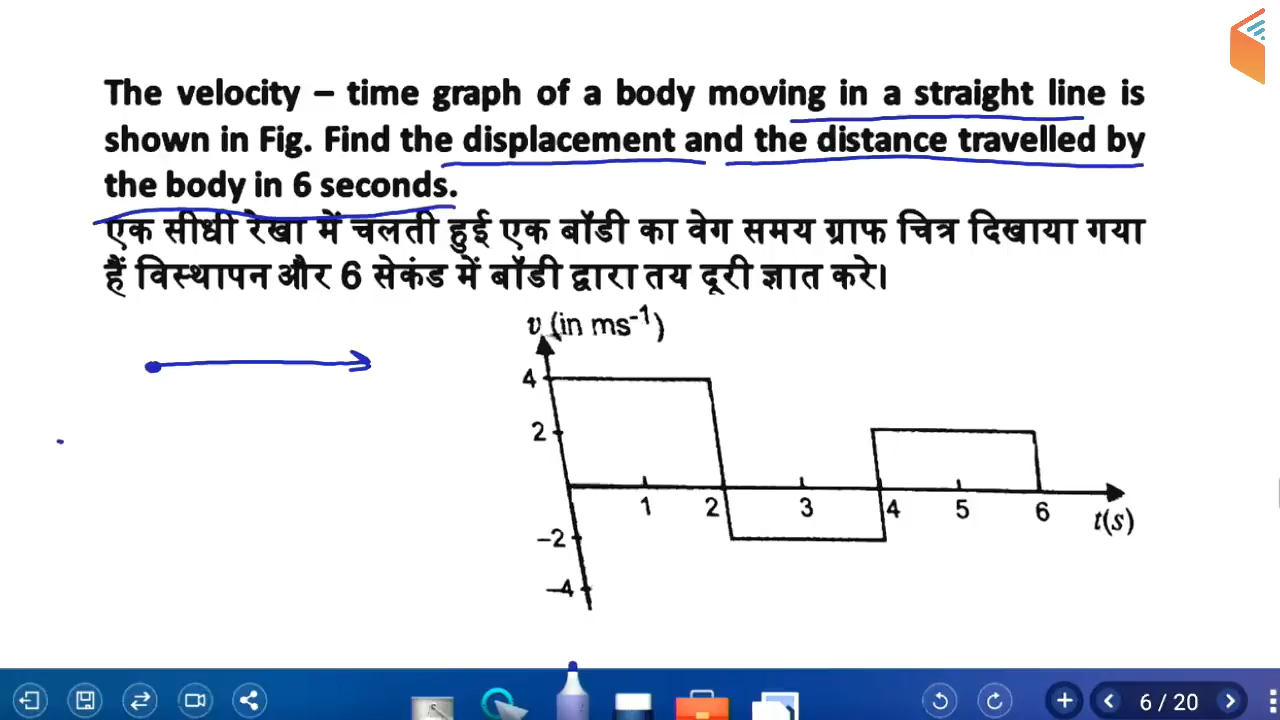 The velocity – time graph of a body moving in a straight line is
shown in Fig. Find the displacement and the distance travelled by
the body in 6 seconds.
एक सीधी रेखा में चलती हुई एक बॉडी का वेग समय ग्राफ चित्र दिखाया गया
हैं विस्थापन और 6 सेकंड में बॉडी द्वारा तय दूरी ज्ञात करे।
v (in ms⁻¹)
4
2
1 2 3 4 5 6
t(s)
–2
–4
6 / 20